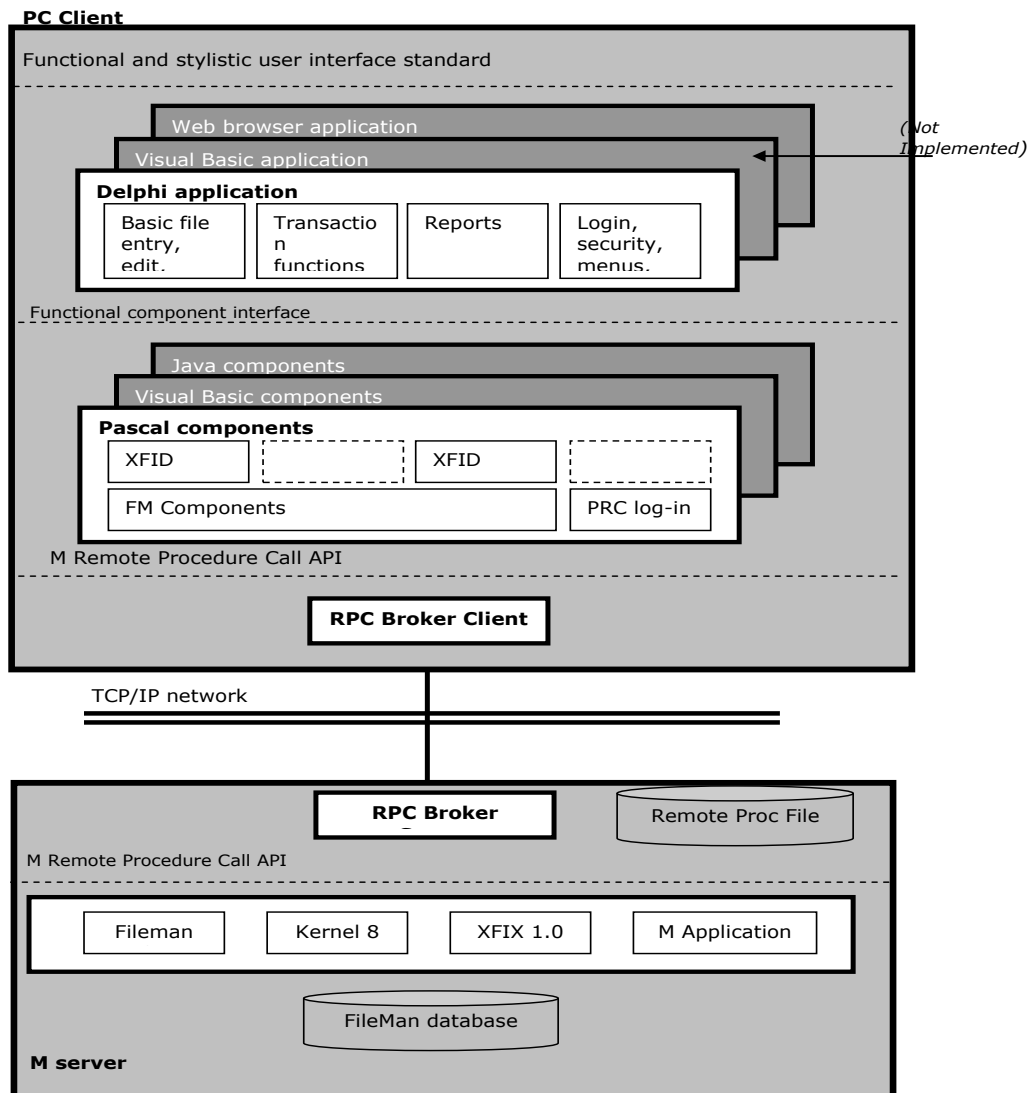 PC Client
Functional and stylistic user interface standard
Web browser application
(Not
Implemented)
Visual Basic application
Delphi application
Basic file
entry,
edit,
Transactio
n
functions
Reports
Login,
security,
menus,
Functional component interface
Java components
Visual Basic components
Pascal components
XFID
XFID
FM Components
PRC log-in
M Remote Procedure Call API
RPC Broker Client
TCP/IP network
RPC Broker
Remote Proc File
M Remote Procedure Call API
Fileman
Kernel 8
XFIX 1.0
M Application
FileMan database
M server